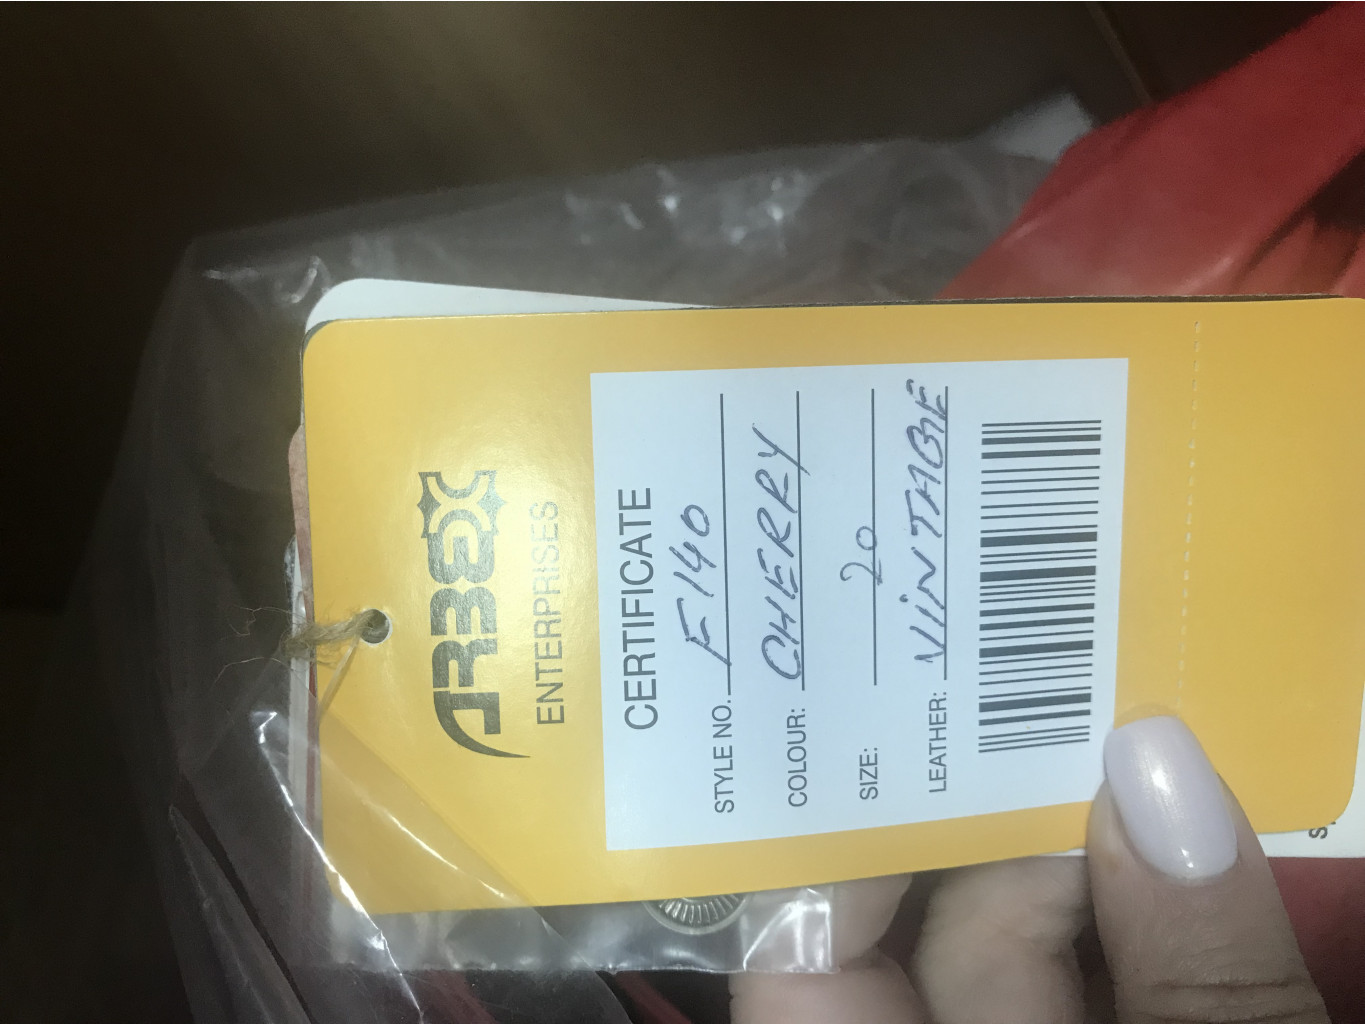 ARBEX
ENTERPRISES
CERTIFICATE
STYLE NO. F140
COLOUR: CHERRY
SIZE: 20
LEATHER: ViNTAGE
S